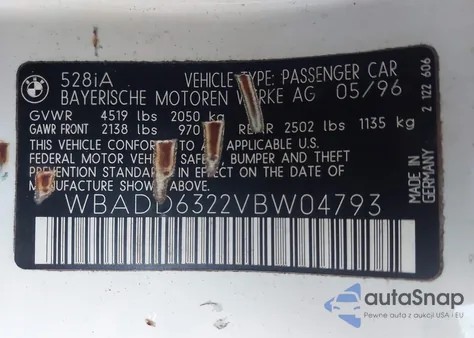 BMW
528iA VEHICLE TYPE: PASSENGER CAR
BAYERISCHE MOTOREN WERKE AG 05/96
GVWR 4519 lbs 2050 kg
GAWR FRONT 2138 lbs 970 REAR 2502 lbs 1135 kg
THIS VEHICLE CONFORMS TO ALL APPLICABLE U.S.
FEDERAL MOTOR VEHICLE SAFETY, BUMPER AND THEFT
PREVENTION STANDARDS IN EFFECT ON THE DATE OF
MANUFACTURE SHOWN ABOVE.
WBADD6322VBW04793
2 122 606
MADE IN
GERMANY
autoSnap
Pewne auta z aukcji USA i EU